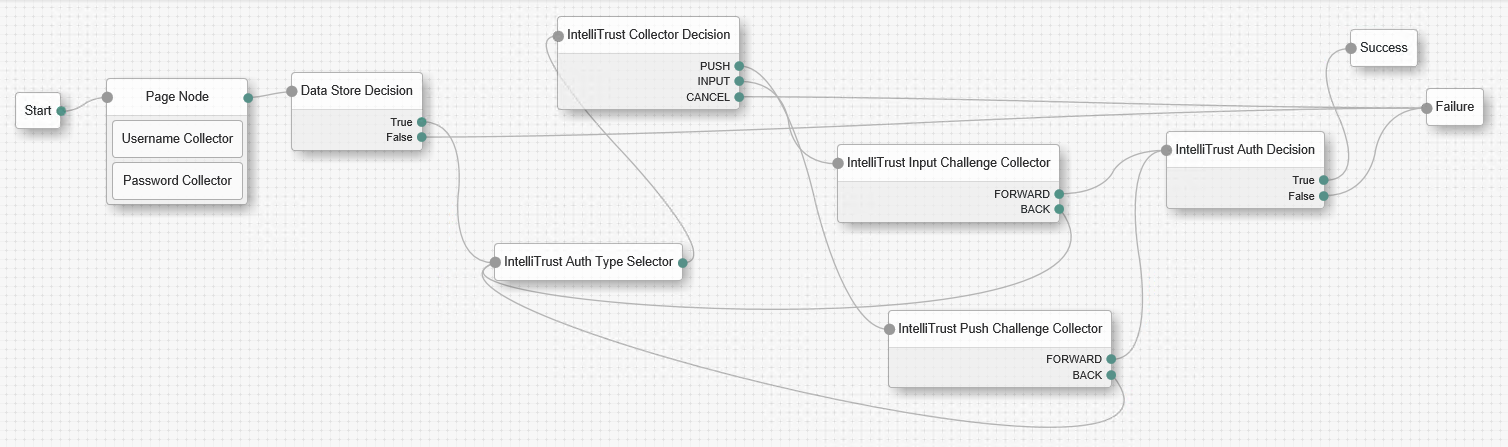 Start
Page Node
Username Collector
Password Collector
Data Store Decision
True
False
IntelliTrust Collector Decision
PUSH
INPUT
CANCEL
IntelliTrust Auth Type Selector
IntelliTrust Input Challenge Collector
FORWARD
BACK
IntelliTrust Push Challenge Collector
FORWARD
BACK
IntelliTrust Auth Decision
True
False
Success
Failure